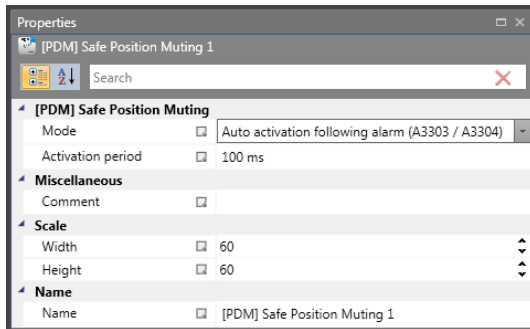 Properties
[PDM] Safe Position Muting 1
Search
[PDM] Safe Position Muting
Mode Auto activation following alarm (A3303 / A3304)
Activation period 100 ms
Miscellaneous
Comment
Scale
Width 60
Height 60
Name
Name [PDM] Safe Position Muting 1